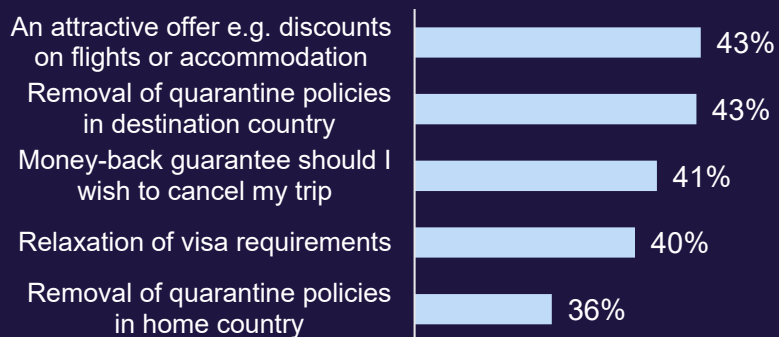 An attractive offer e.g. discounts
on flights or accommodation
43%
Removal of quarantine policies
in destination country
43%
Money-back guarantee should I
wish to cancel my trip
41%
Relaxation of visa requirements
40%
Removal of quarantine policies
in home country
36%